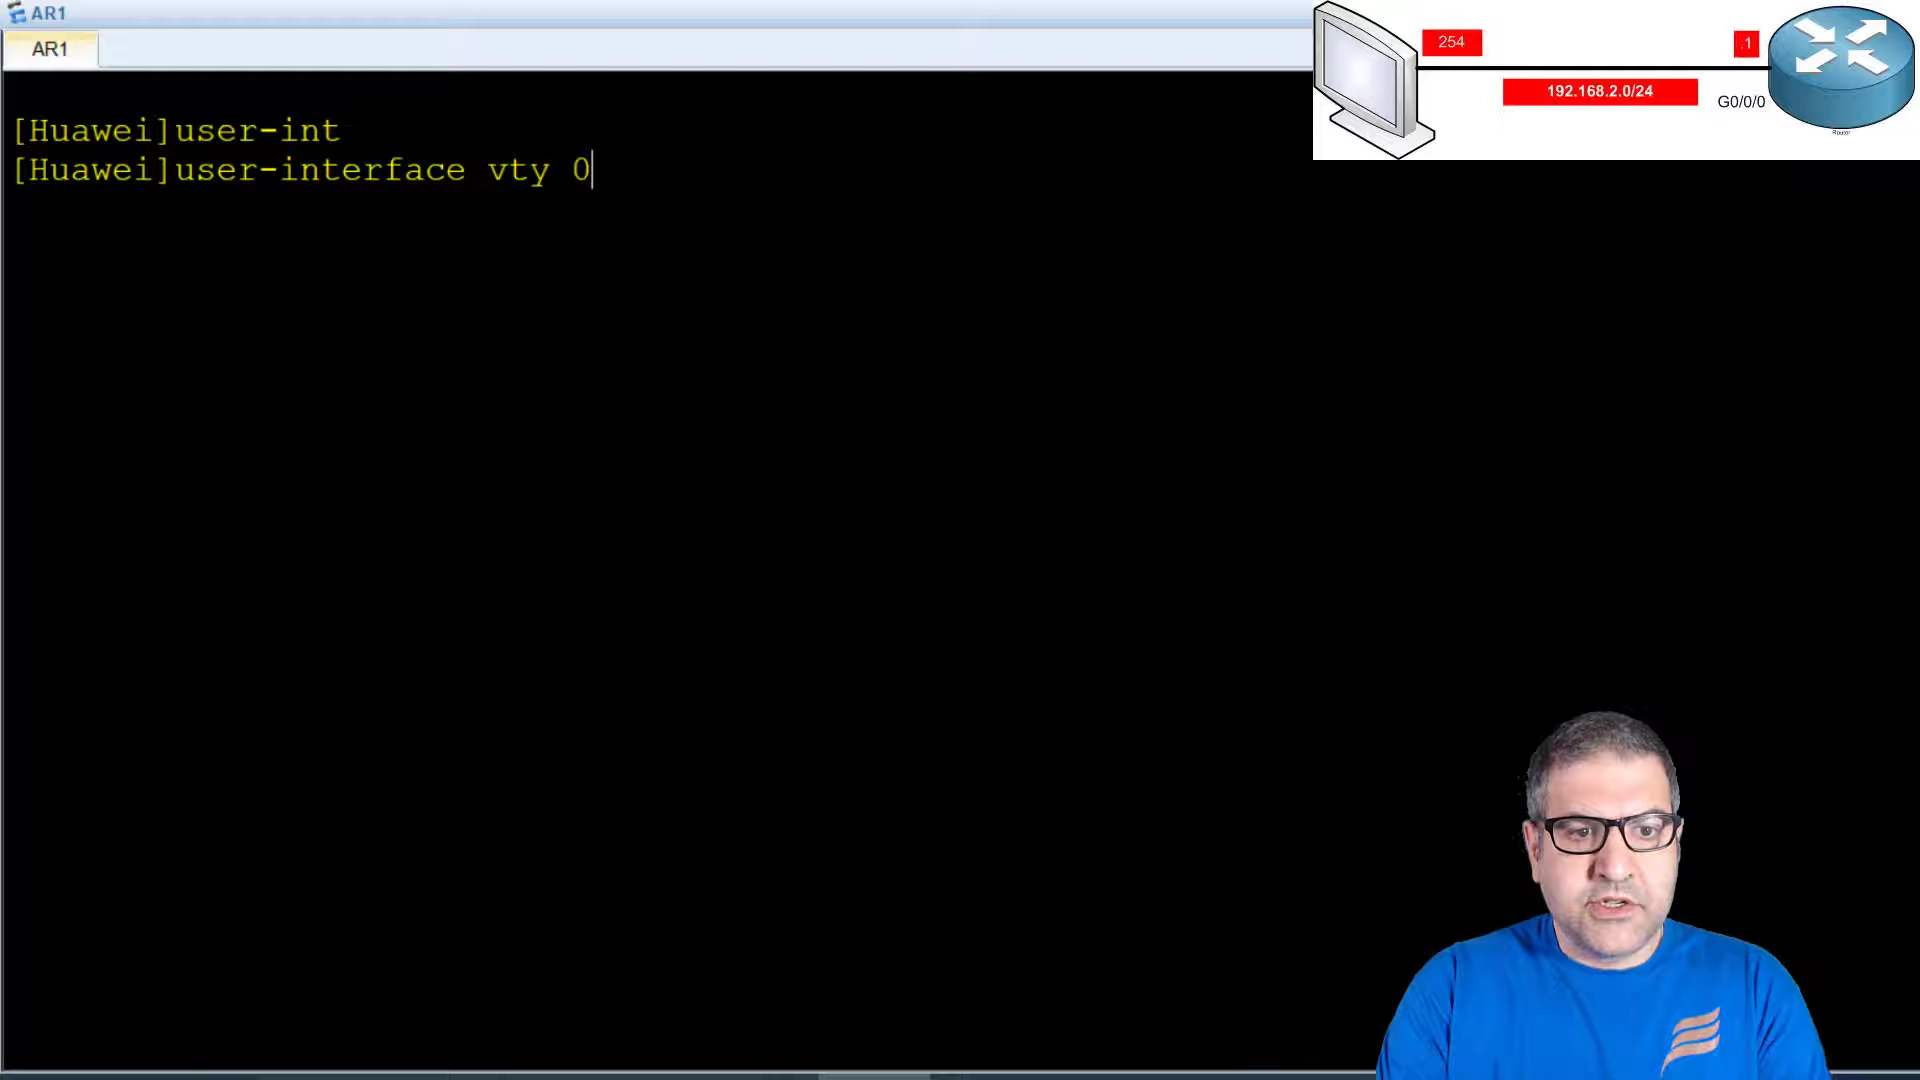 AR1
AR1
[Huawei]user-int
[Huawei]user-interface vty 0
254
.1
192.168.2.0/24
G0/0/0
Router